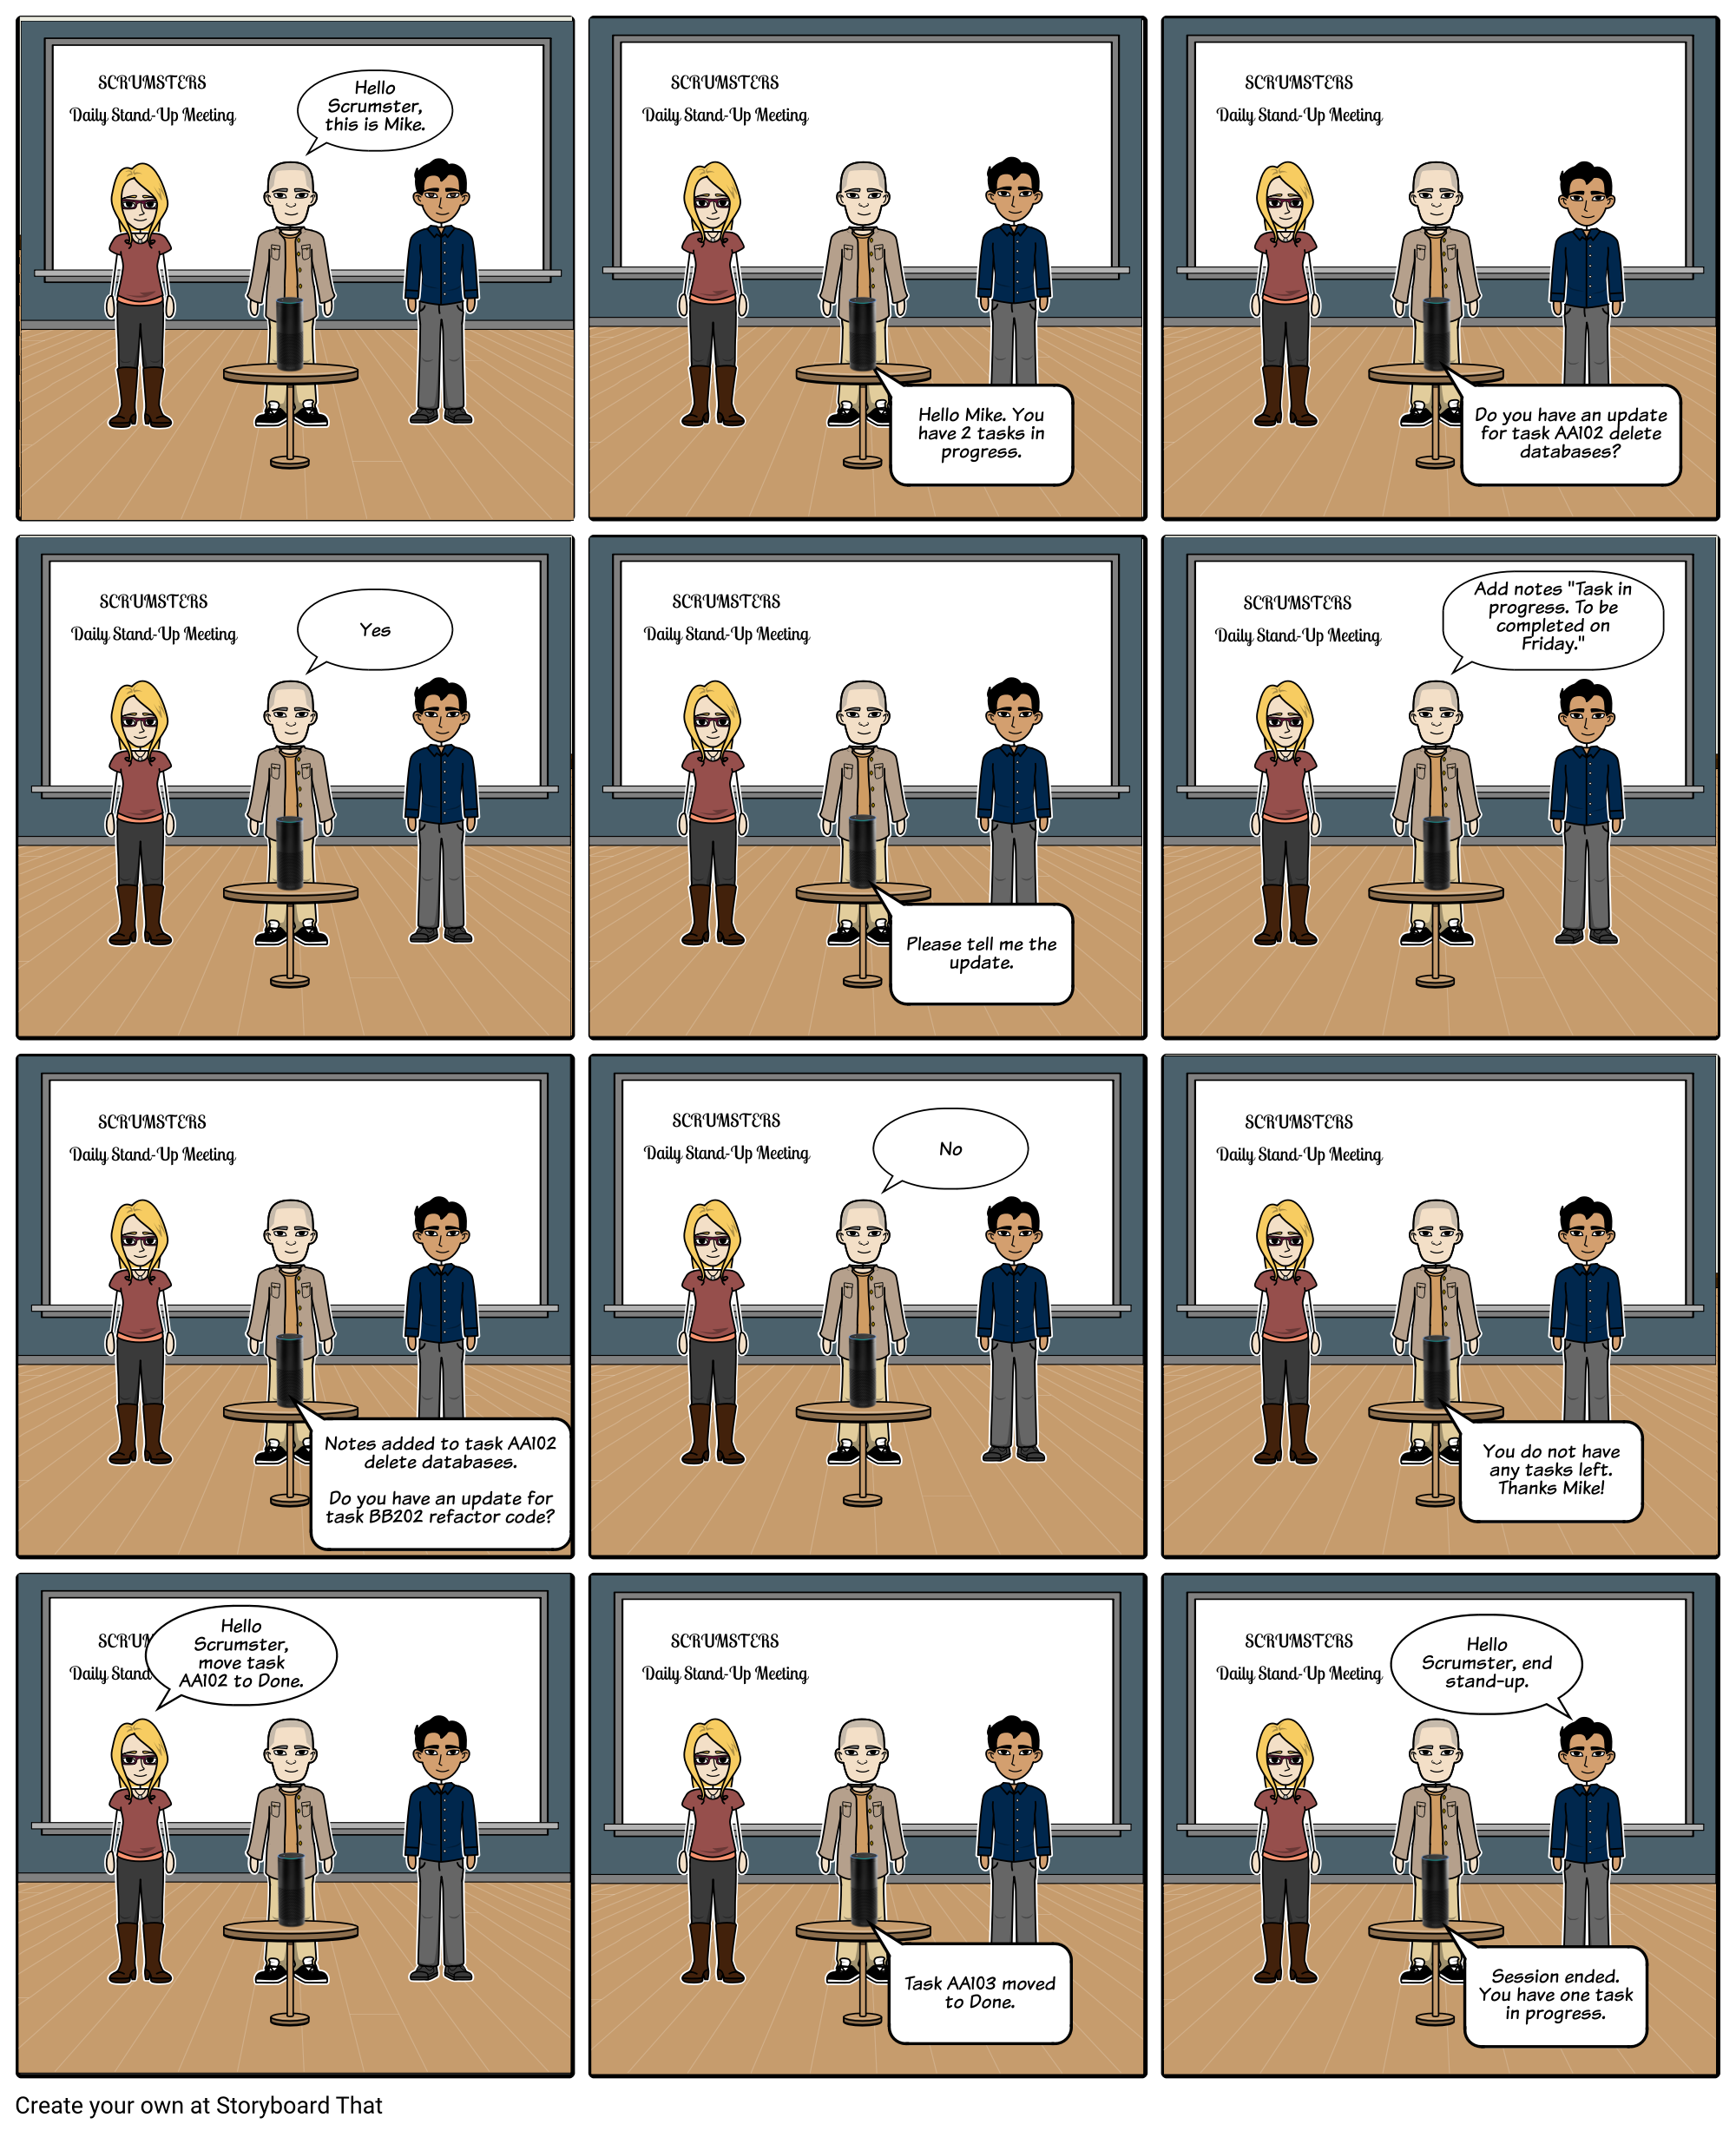 SCRUMSTERS
Daily Stand-Up Meeting
Hello
Scrumster,
this is Mike.
SCRUMSTERS
Daily Stand-Up Meeting
Hello Mike. You
have 2 tasks in
progress.
SCRUMSTERS
Daily Stand-Up Meeting
Do you have an update
for task AA102 delete
databases?
SCRUMSTERS
Daily Stand-Up Meeting
Yes
SCRUMSTERS
Daily Stand-Up Meeting
Please tell me the
update.
SCRUMSTERS
Daily Stand-Up Meeting
Add notes "Task in
progress. To be
completed on
Friday."
SCRUMSTERS
Daily Stand-Up Meeting
Notes added to task AA102
delete databases.
Do you have an update for
task BB202 refactor code?
SCRUMSTERS
Daily Stand-Up Meeting
No
SCRUMSTERS
Daily Stand-Up Meeting
You do not have
any tasks left.
Thanks Mike!
SCRUM
Daily Stand
Hello
Scrumster,
move task
AA102 to Done.
SCRUMSTERS
Daily Stand-Up Meeting
Task AA103 moved
to Done.
SCRUMSTERS
Daily Stand-Up Meeting
Hello
Scrumster, end
stand-up.
Session ended.
You have one task
in progress.
Create your own at Storyboard That